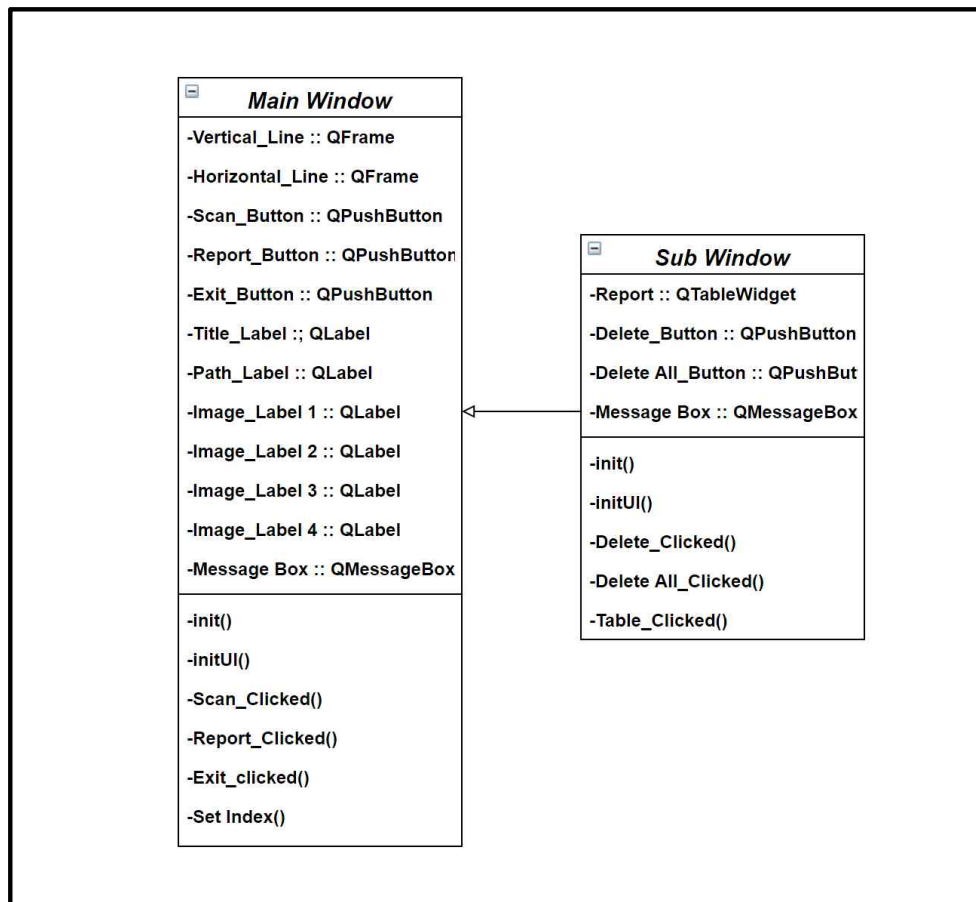 Main Window
-Vertical_Line :: QFrame
-Horizontal_Line :: QFrame
-Scan_Button :: QPushButton
-Report_Button :: QPushButton
-Exit_Button :: QPushButton
-Title_Label :; QLabel
-Path_Label :: QLabel
-Image_Label 1 :: QLabel
-Image_Label 2 :: QLabel
-Image_Label 3 :: QLabel
-Image_Label 4 :: QLabel
-Message Box :: QMessageBox
-init()
-initUI()
-Scan_Clicked()
-Report_Clicked()
-Exit_clicked()
-Set Index()
Sub Window
-Report :: QTableWidget
-Delete_Button :: QPushButton
-Delete All_Button :: QPushBut
-Message Box :: QMessageBox
-init()
-initUI()
-Delete_Clicked()
-Delete All_Clicked()
-Table_Clicked()